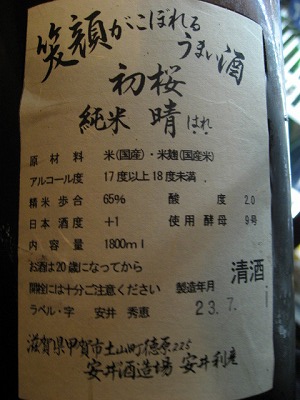 笑顔がこぼれる
うまい酒
初桜
純米 晴 はれ
原材料 米(国産)・米麹(国産米)
アルコール度 17度以上18度未満
精米歩合 65% 酸度 2.0
日本酒度 +1 使用酵母 9号
内容量 1800ml
お酒は20歳になってから 清酒
開栓には十分ご注意ください 製造年月
ラベル・字 安井 秀恵 23.7.
滋賀県甲賀市土山町徳原225
安井酒造場 安井利彦